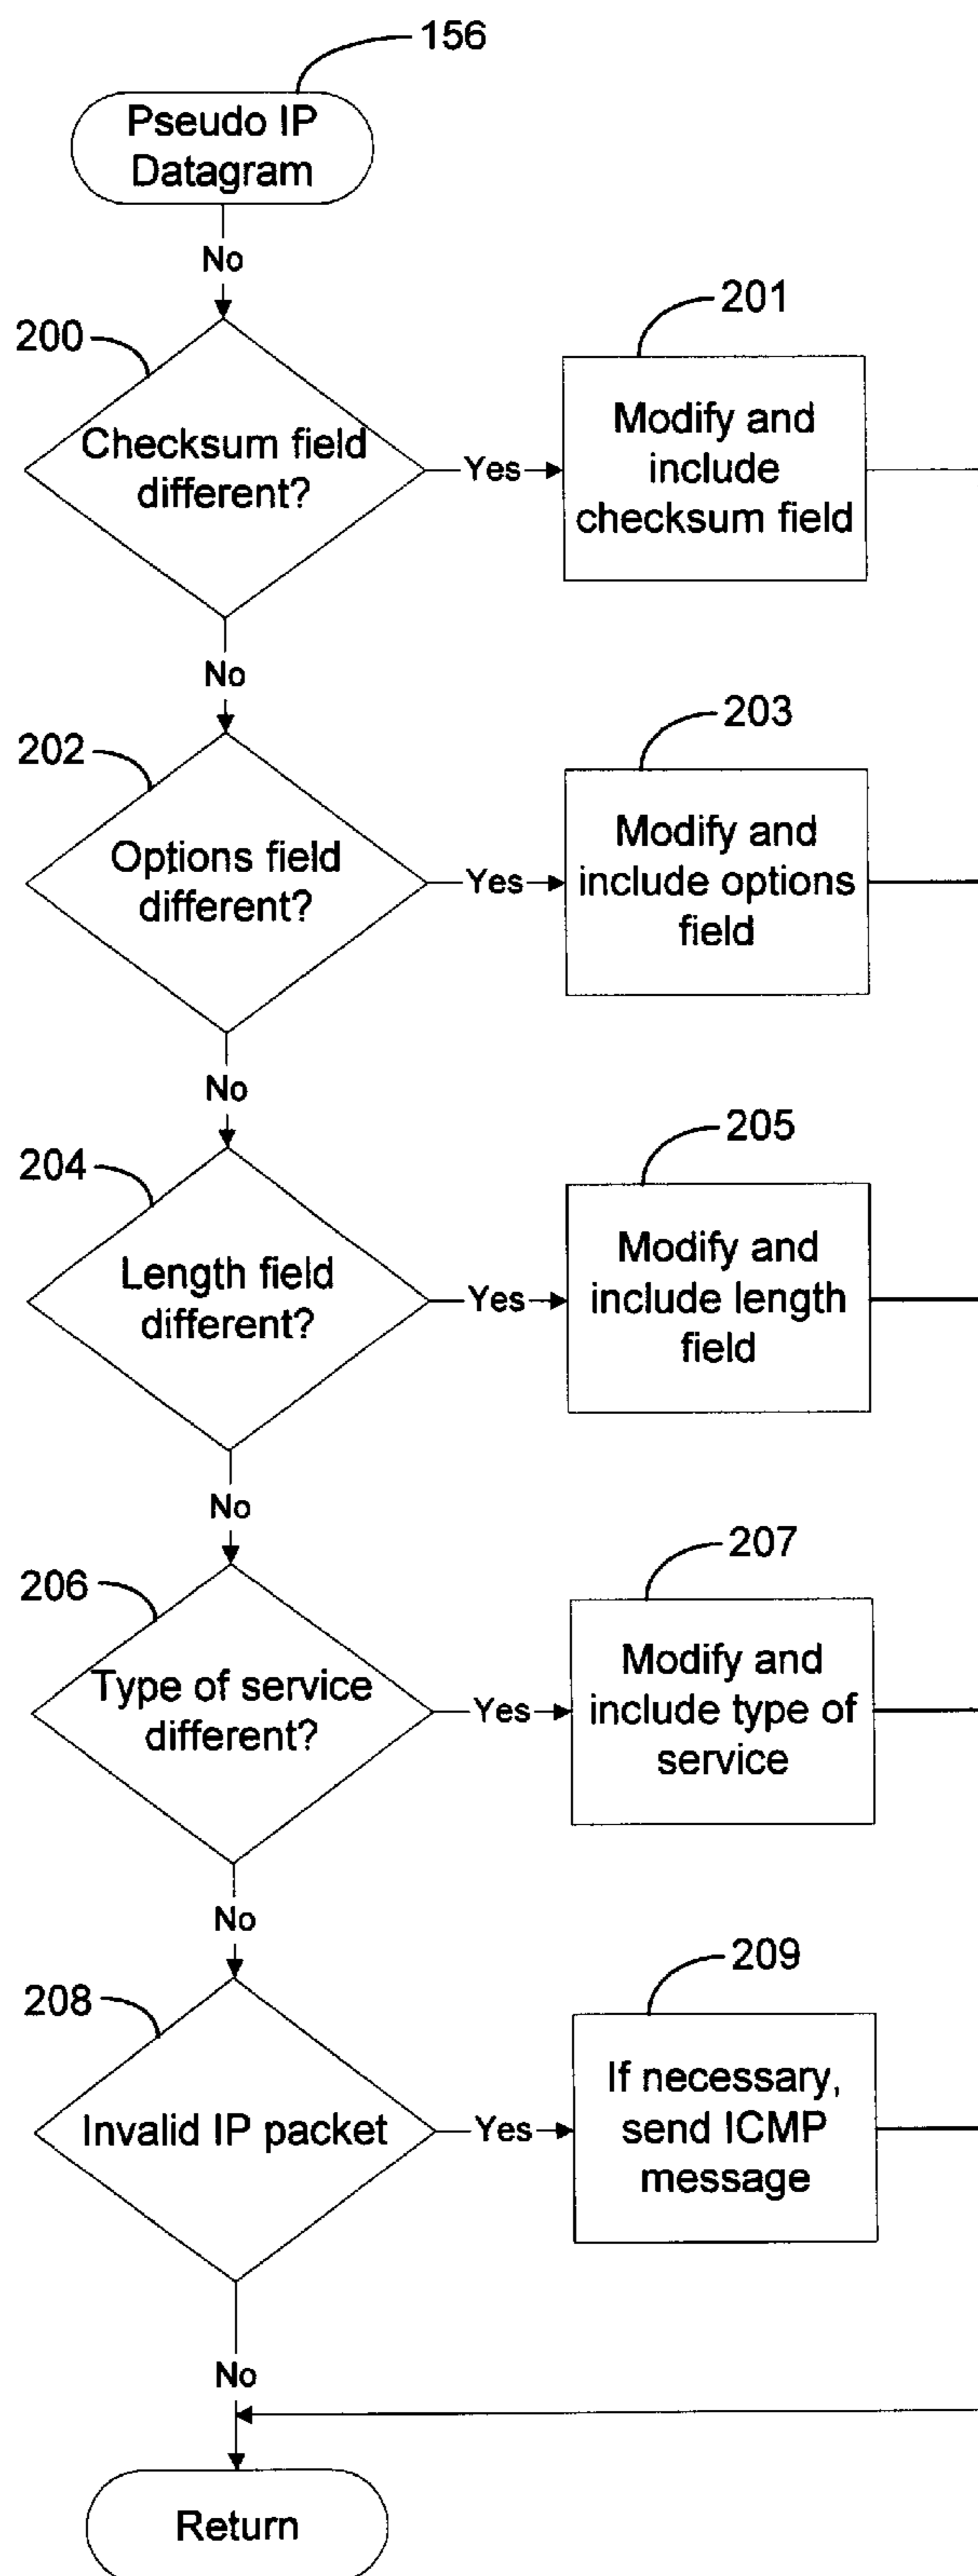 156
Pseudo IP
Datagram
No
200
Checksum field
different?
Yes
201
Modify and
include
checksum field
No
202
Options field
different?
Yes
203
Modify and
include options
field
No
204
Length field
different?
Yes
205
Modify and
include length
field
No
206
Type of service
different?
Yes
207
Modify and
include type of
service
No
208
Invalid IP packet
Yes
209
If necessary,
send ICMP
message
No
Return